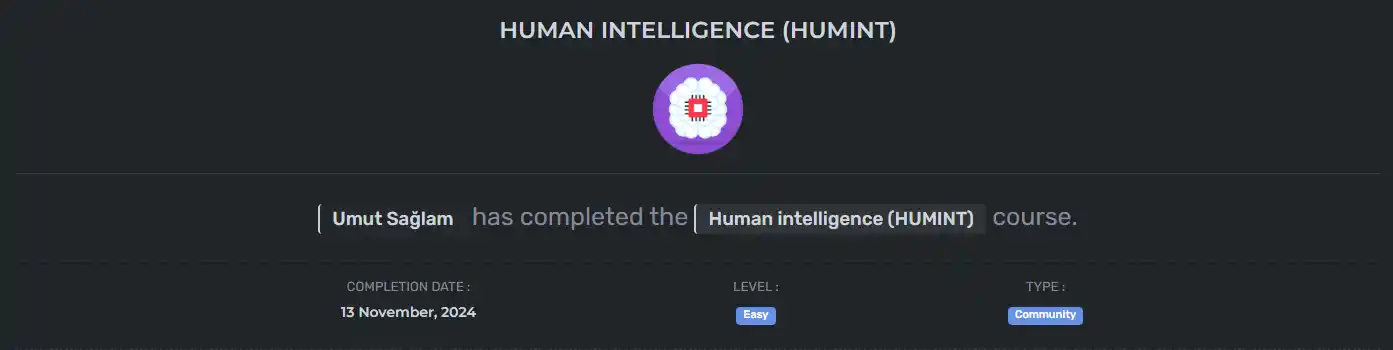 HUMAN INTELLIGENCE (HUMINT)
Umut Sağlam has completed the Human intelligence (HUMINT) course.
COMPLETION DATE : LEVEL : TYPE :
13 November, 2024 Easy Community